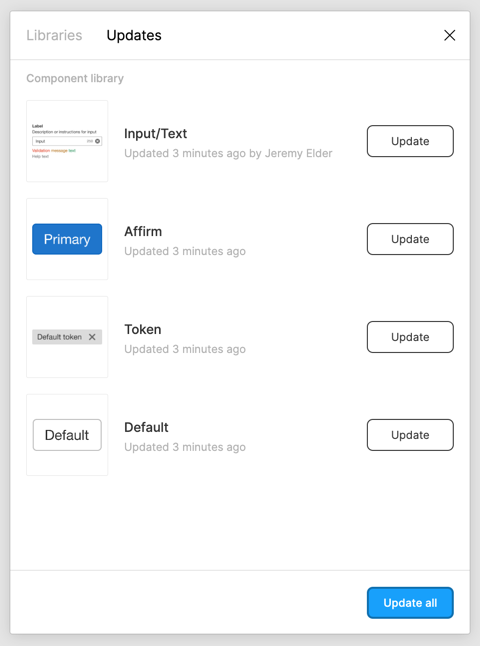 Libraries
Updates
Component library
Label
Description or instructions for input
Input
Validation message text
Help text
Input/Text
Updated 3 minutes ago by Jeremy Elder
Update
Primary
Affirm
Updated 3 minutes ago
Update
Default token
Token
Updated 3 minutes ago
Update
Default
Default
Updated 3 minutes ago
Update
Update all